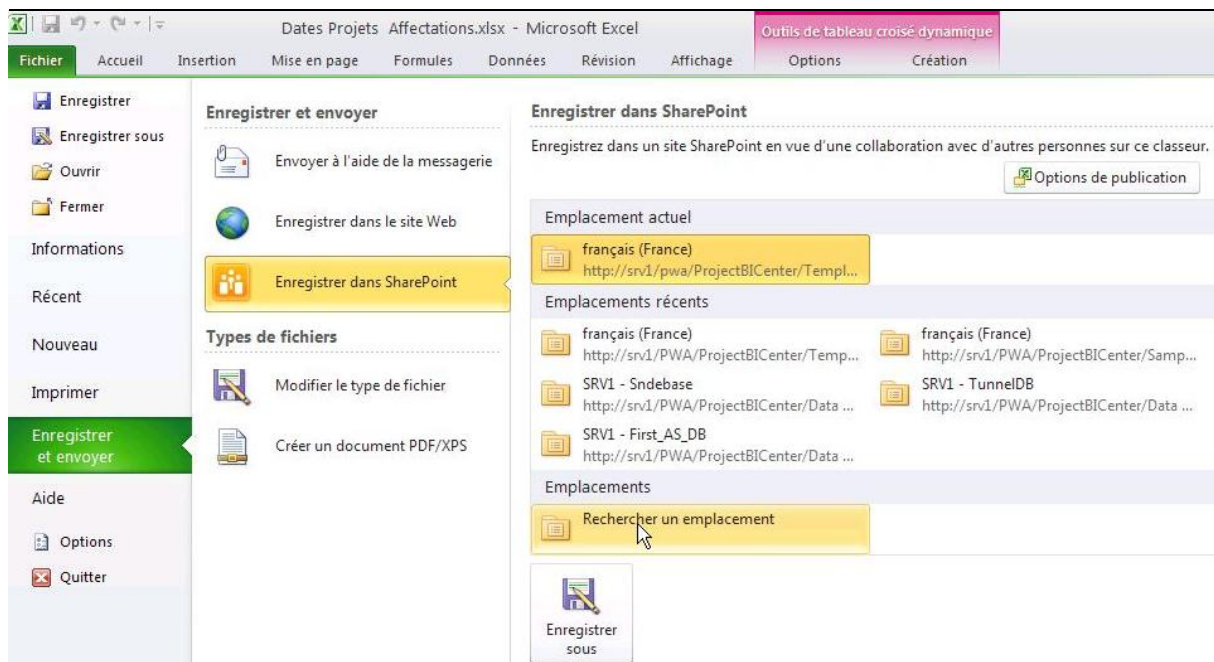 Dates Projets Affectations.xlsx - Microsoft Excel
Outils de tableau croisé dynamique
Fichier Accueil Insertion Mise en page Formules Données Révision Affichage Options Création
Enregistrer
Enregistrer sous
Ouvrir
Fermer
Informations
Récent
Nouveau
Imprimer
Enregistrer
et envoyer
Aide
Options
Quitter
Enregistrer et envoyer
Envoyer à l'aide de la messagerie
Enregistrer dans le site Web
Enregistrer dans SharePoint
Types de fichiers
Modifier le type de fichier
Créer un document PDF/XPS
Enregistrer dans SharePoint
Enregistrez dans un site SharePoint en vue d'une collaboration avec d'autres personnes sur ce classeur.
Options de publication
Emplacement actuel
français (France)
http://srv1/pwa/ProjectBICenter/Templ...
Emplacements récents
français (France)
http://srv1/PWA/ProjectBICenter/Temp...
français (France)
http://srv1/PWA/ProjectBICenter/Samp...
SRV1 - Sndebase
http://srv1/PWA/ProjectBICenter/Data ...
SRV1 - TunnelDB
http://srv1/PWA/ProjectBICenter/Data ...
SRV1 - First_AS_DB
http://srv1/PWA/ProjectBICenter/Data ...
Emplacements
Rechercher un emplacement
Enregistrer
sous